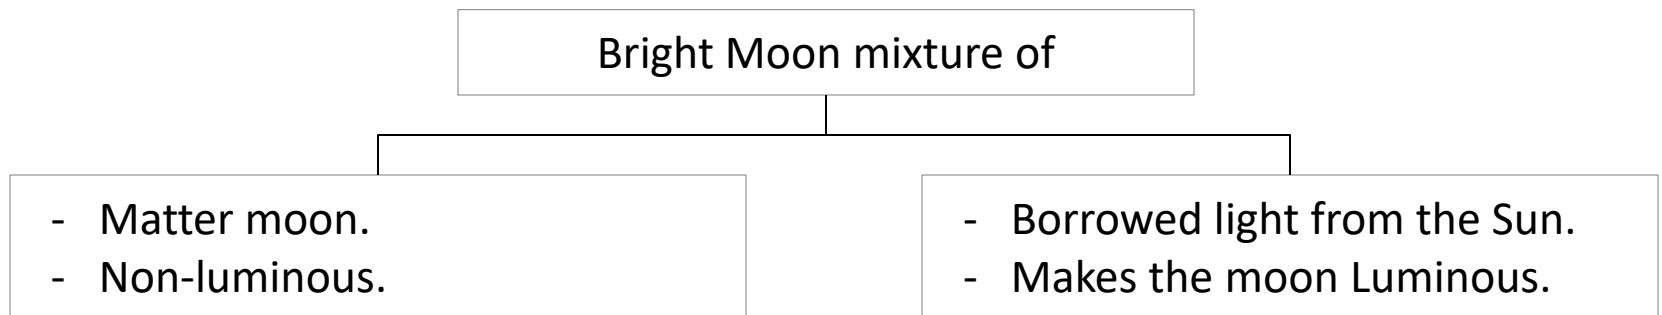 Bright Moon mixture of
- Matter moon.
- Non-luminous.
- Borrowed light from the Sun.
- Makes the moon Luminous.